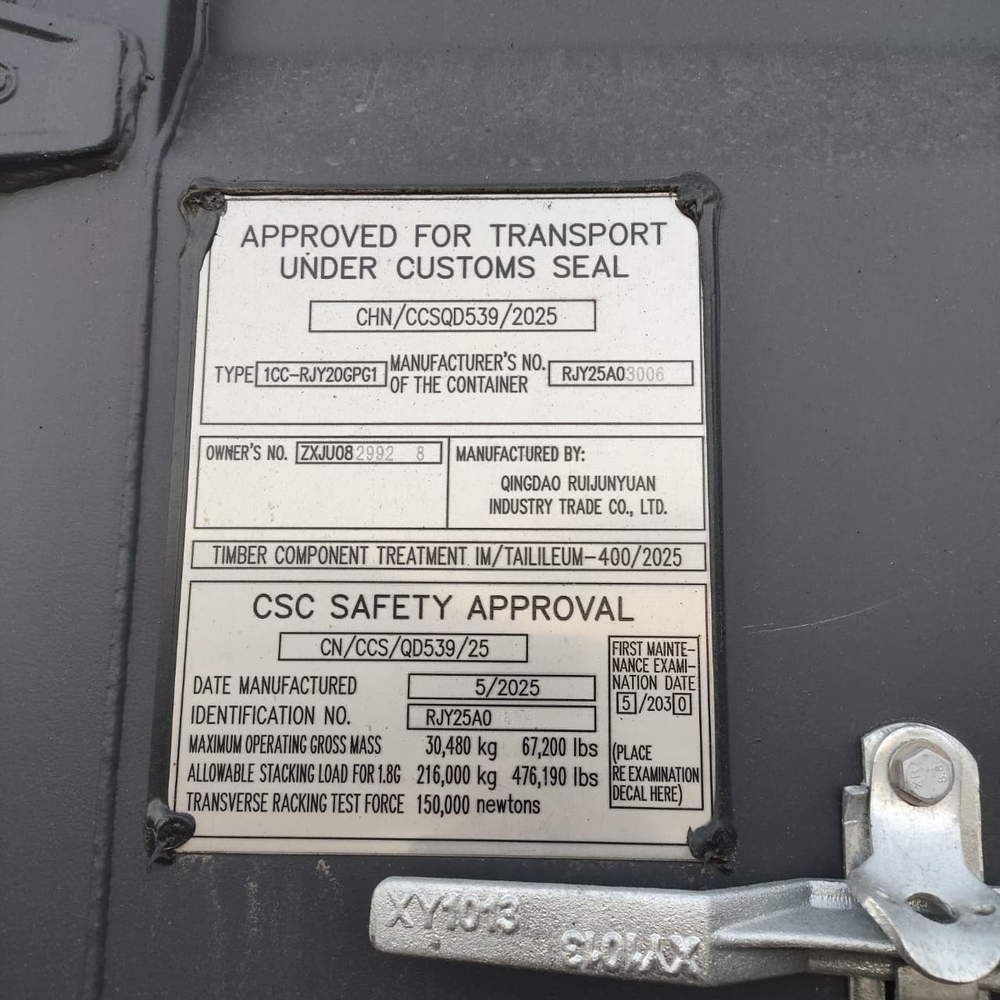 APPROVED FOR TRANSPORT
UNDER CUSTOMS SEAL
CHN/CCSQD539/2025
TYPE 1CC-RJY20GPG1 MANUFACTURER'S NO. OF THE CONTAINER RJY25A03006
OWNER'S NO. ZXJU082992 8
MANUFACTURED BY:
QINGDAO RUIJUNYUAN
INDUSTRY TRADE CO., LTD.
TIMBER COMPONENT TREATMENT IM/TAILILEUM-400/2025
CSC SAFETY APPROVAL
CN/CCS/QD539/25
DATE MANUFACTURED 5/2025
IDENTIFICATION NO. RJY25A0
MAXIMUM OPERATING GROSS MASS 30,480 kg 67,200 lbs
ALLOWABLE STACKING LOAD FOR 1.8G 216,000 kg 476,190 lbs
TRANSVERSE RACKING TEST FORCE 150,000 newtons
FIRST MAINTE-
NANCE EXAMI-
NATION DATE
5/2030
(PLACE
RE EXAMINATION
DECAL HERE)
XY1013
XY1013